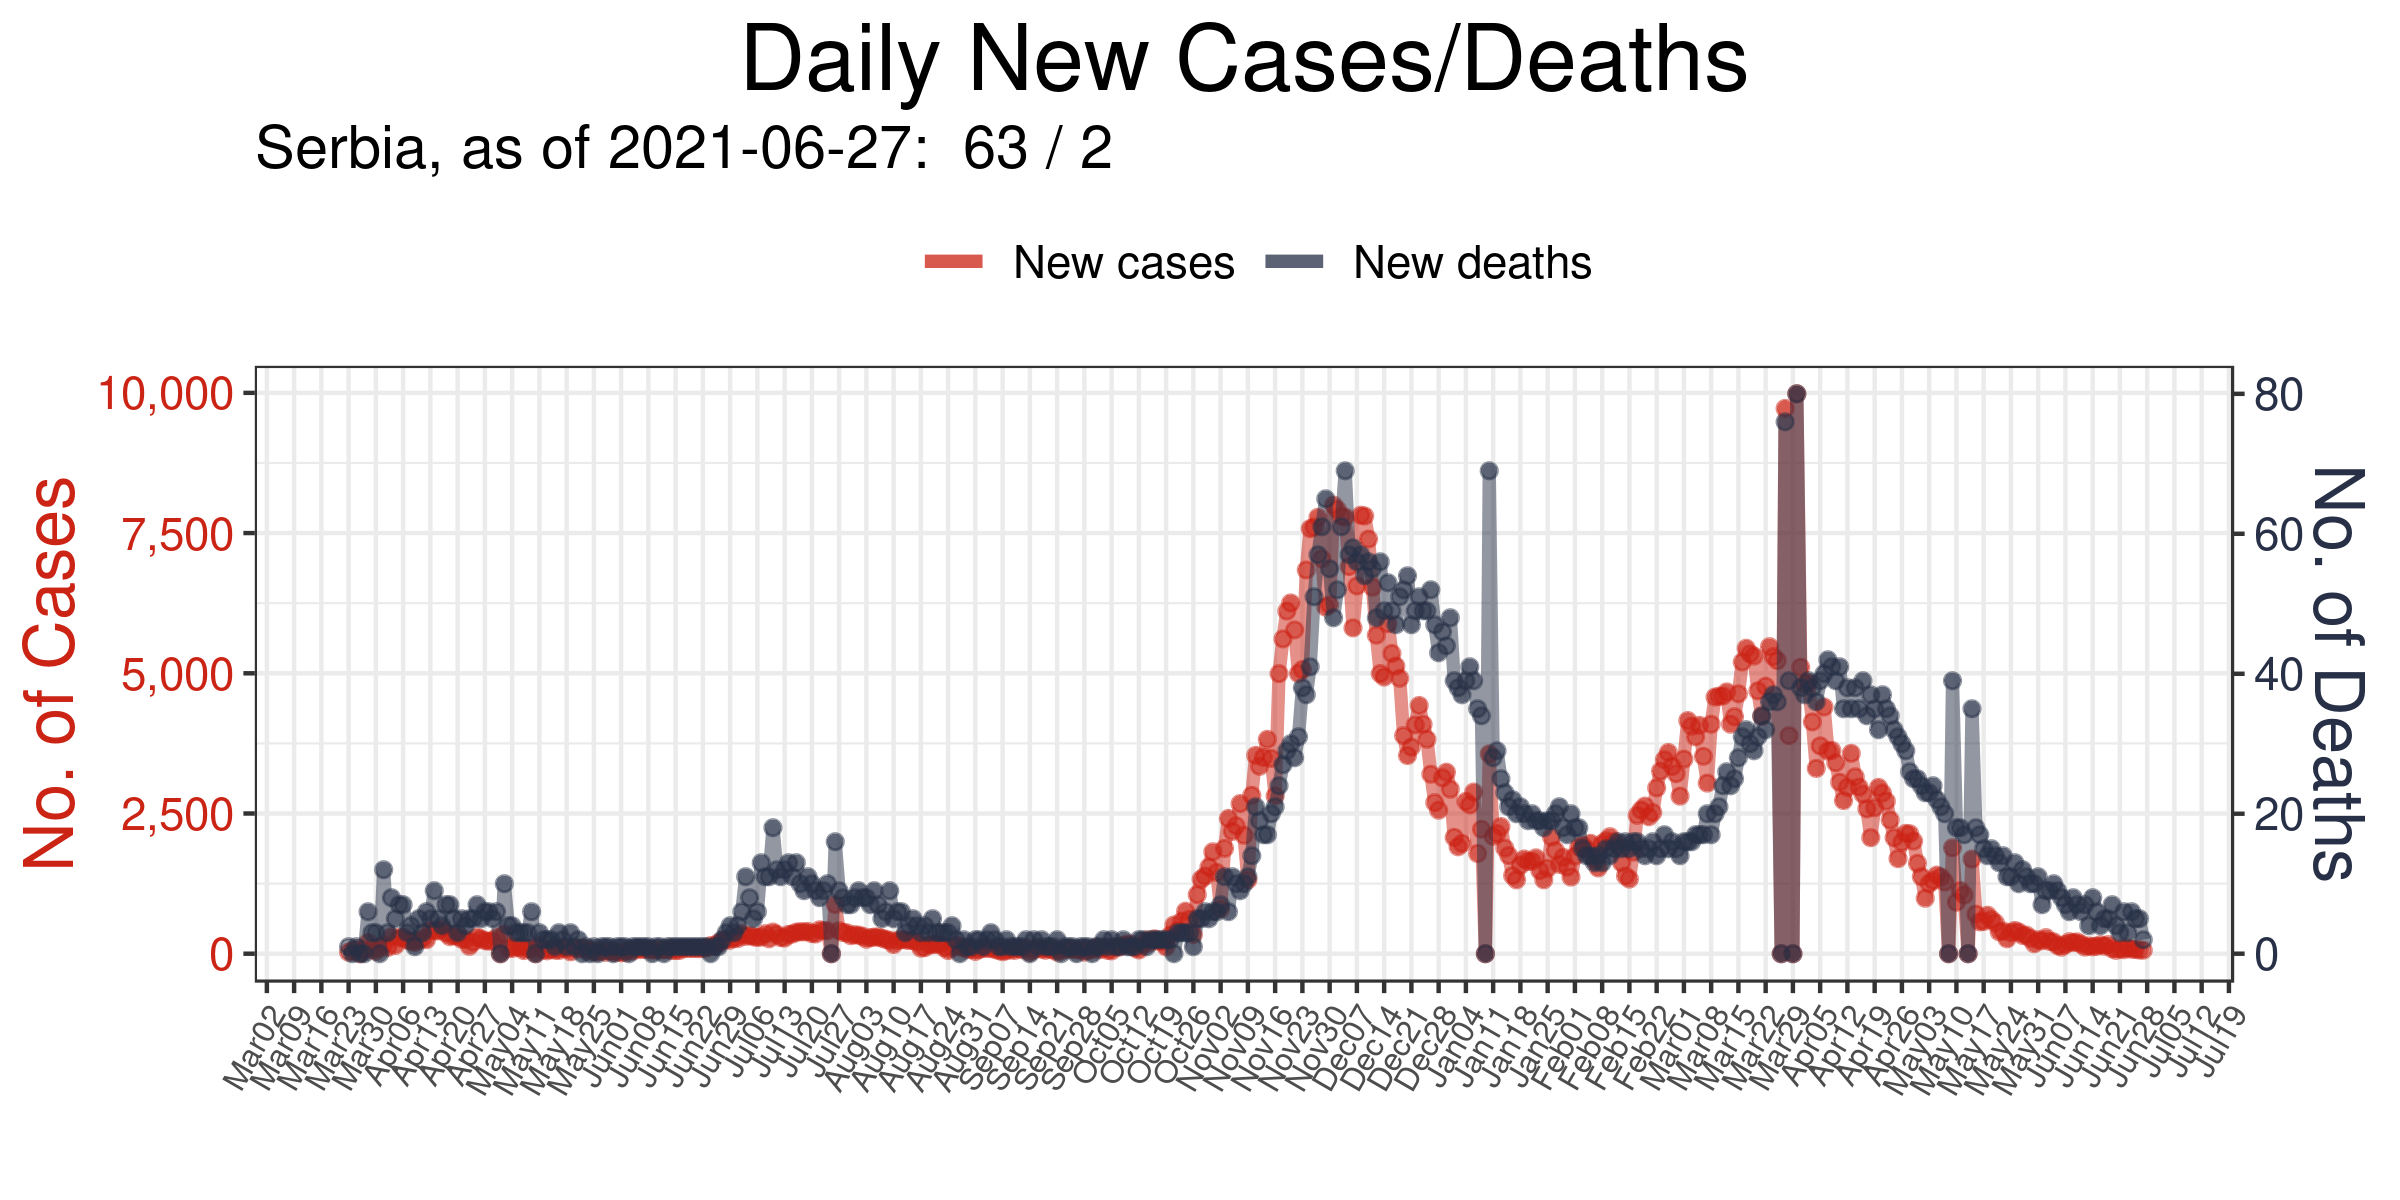 Daily New Cases/Deaths
Serbia, as of 2021-06-27: 63 / 2
New cases
New deaths
No. of Cases
10,000
7,500
5,000
2,500
0
80
60
40
20
0
No. of Deaths
Mar02
Mar09
Mar16
Mar23
Mar30
Apr06
Apr13
Apr20
Apr27
May04
May11
May18
May25
Jun01
Jun08
Jun15
Jun22
Jun29
Jul06
Jul13
Jul20
Jul27
Aug03
Aug10
Aug17
Aug24
Aug31
Sep07
Sep14
Sep21
Sep28
Oct05
Oct12
Oct19
Oct26
Nov02
Nov09
Nov16
Nov23
Nov30
Dec07
Dec14
Dec21
Dec28
Jan04
Jan11
Jan18
Jan25
Feb01
Feb08
Feb15
Feb22
Mar01
Mar08
Mar15
Mar22
Mar29
Apr05
Apr12
Apr19
Apr26
May03
May10
May17
May24
May31
Jun07
Jun14
Jun21
Jun28
Jul05
Jul12
Jul19